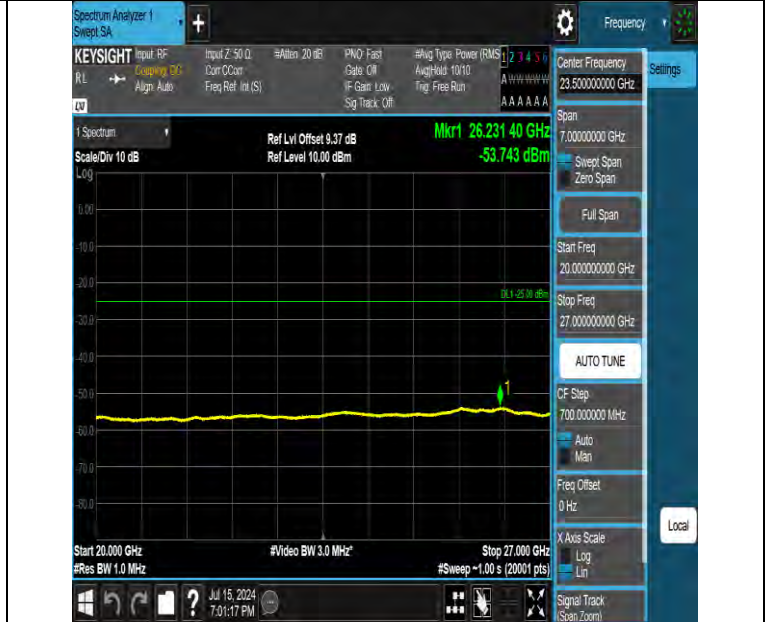 Spectrum Analyzer 1
Swept SA
+
Frequency
KEYSIGHT
RL
LXI
Input: RF
Coupling: DC
Align: Auto
Input Z: 50 Ω
Corr CCorr
Freq Ref: Int (S)
#Atten: 20 dB
PNO: Fast
Gate: Off
IF Gain: Low
Sig Track: Off
#Avg Type: Power (RMS
Avg|Hold: 10/10
Trig: Free Run
1 2 3 4 5 6
A W W W W W
A A A A A A
1 Spectrum
Scale/Div 10 dB
Log
Ref Lvl Offset 9.37 dB
Ref Level 10.00 dBm
Mkr1 26.231 40 GHz
-53.743 dBm
0.00
-10.0
-20.0
-30.0
-40.0
-50.0
-60.0
-70.0
-80.0
DL1 -25.00 dBm
1
Start 20.000 GHz
#Res BW 1.0 MHz
#Video BW 3.0 MHz*
Stop 27.000 GHz
#Sweep ~1.00 s (20001 pts)
Center Frequency
23.500000000 GHz
Span
7.00000000 GHz
Swept Span
Zero Span
Full Span
Start Freq
20.000000000 GHz
Stop Freq
27.000000000 GHz
AUTO TUNE
CF Step
700.000000 MHz
Auto
Man
Freq Offset
0 Hz
X Axis Scale
Log
Lin
Signal Track
(Span Zoom)
Settings
Local
?
Jul 15, 2024
7:01:17 PM